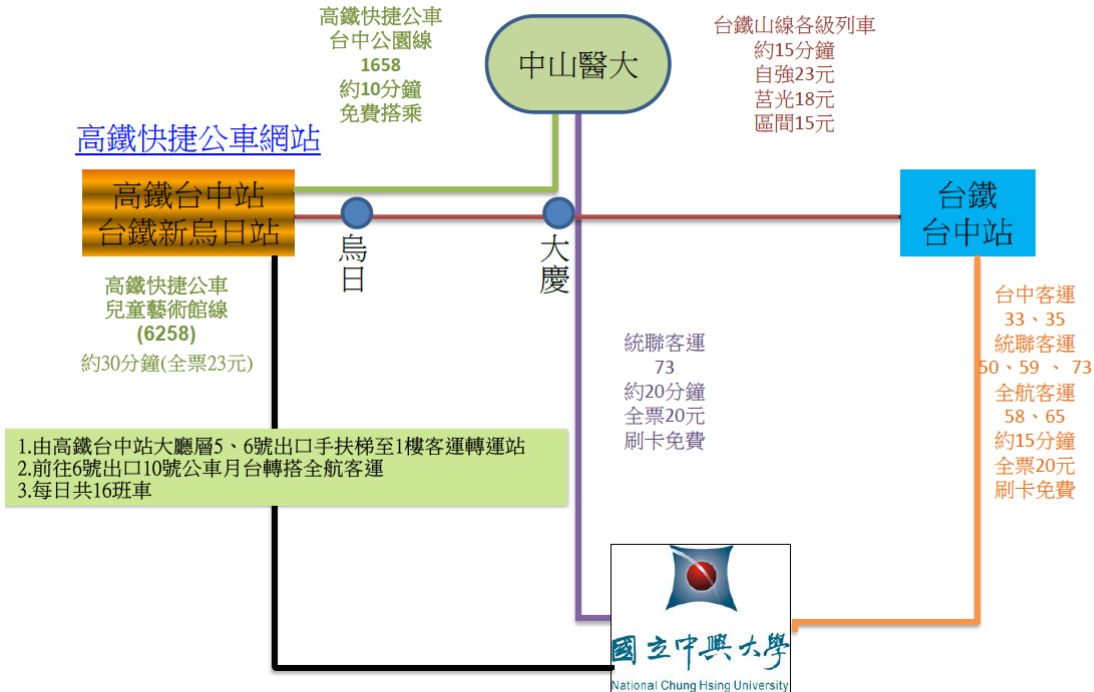 高鐵快捷公車
台中公園線
1658
約10分鐘
免費搭乘
中山醫大
台鐵山線各級列車
約15分鐘
自強23元
莒光18元
區間15元
高鐵快捷公車網站
高鐵台中站
台鐵新烏日站
烏日
大慶
台鐵
台中站
高鐵快捷公車
兒童藝術館線
(6258)
約30分鐘(全票23元)
統聯客運
73
約20分鐘
全票20元
刷卡免費
台中客運
33、35
統聯客運
50、59 、 73
全航客運
58、65
約15分鐘
全票20元
刷卡免費
1.由高鐵台中站大廳層5、6號出口手扶梯至1樓客運轉運站
2.前往6號出口10號公車月台轉搭全航客運
3.每日共16班車
國立中興大學
National Chung Hsing University